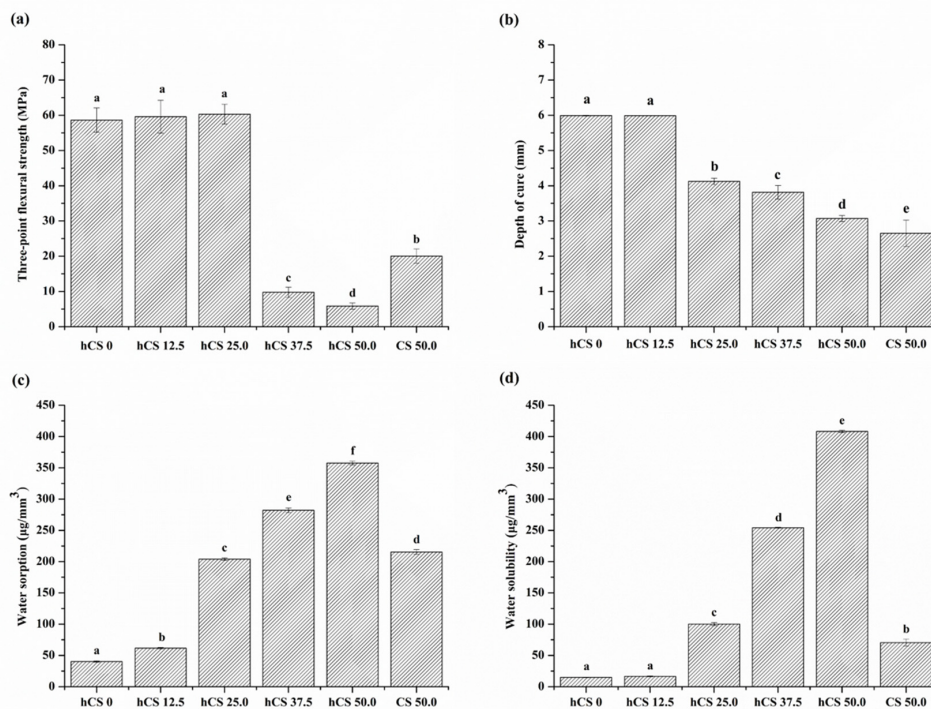 (a)
Three-point flexural strength (MPa)
80
70
60
50
40
30
20
10
0
a
a
a
c
d
b
hCS 0 hCS 12.5 hCS 25.0 hCS 37.5 hCS 50.0 CS 50.0
(b)
Depth of cure (mm)
8
7
6
5
4
3
2
1
0
a
a
b
c
d
e
hCS 0 hCS 12.5 hCS 25.0 hCS 37.5 hCS 50.0 CS 50.0
(c)
Water sorption (μg/mm³)
450
400
350
300
250
200
150
100
50
0
a
b
c
e
f
d
hCS 0 hCS 12.5 hCS 25.0 hCS 37.5 hCS 50.0 CS 50.0
(d)
Water solubility (μg/mm³)
450
400
350
300
250
200
150
100
50
0
a
a
c
d
e
b
hCS 0 hCS 12.5 hCS 25.0 hCS 37.5 hCS 50.0 CS 50.0